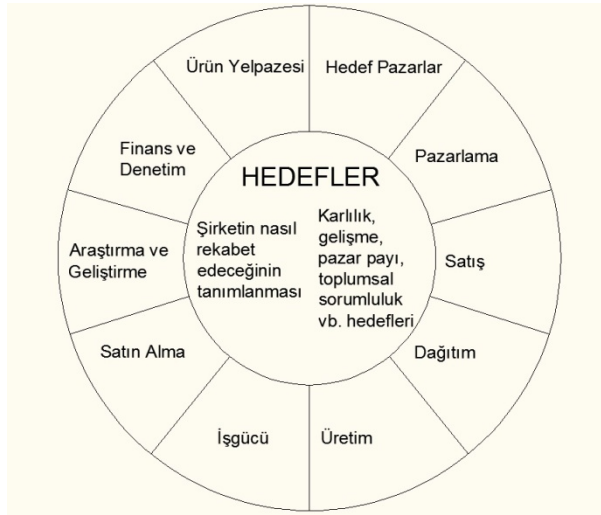 Ürün Yelpazesi
Hedef Pazarlar
Pazarlama
Satış
Dağıtım
Üretim
İşgücü
Satın Alma
Araştırma ve
Geliştirme
Finans ve
Denetim
HEDEFLER
Şirketin nasıl
rekabet
edeceğinin
tanımlanması
Karlılık,
gelişme,
pazar payı,
toplumsal
sorumluluk
vb. hedefleri